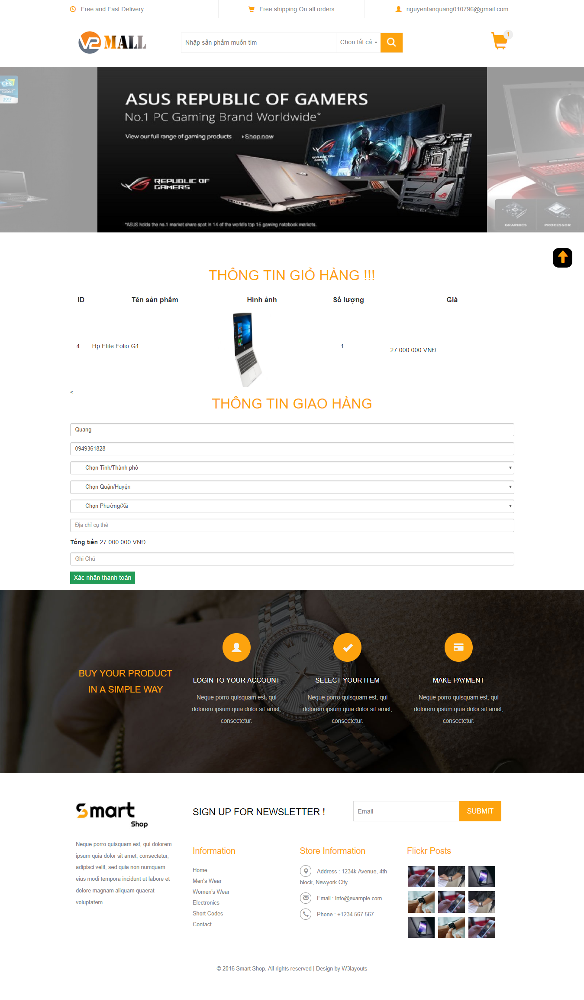 Free and Fast Delivery
Free shipping On all orders
nguyentanquang010796@gmail.com
V2 MALL
Nhập sản phẩm muốn tìm
Chọn tất cả
1
CES
INNOVATION
AWARDS
2017
ASUS REPUBLIC OF GAMERS
No.1 PC Gaming Brand Worldwide*
View our full range of gaming products > Shop now
REPUBLIC OF
GAMERS
*ASUS holds the no.1 market share spot in 14 of the world's top 15 gaming notebook markets.
GRAPHICS
PROCESSOR
THÔNG TIN GIỎ HÀNG !!!
ID Tên sản phẩm Hình ảnh Số lượng Giá
4 Hp Elite Folio G1 1 27.000.000 VNĐ
<
THÔNG TIN GIAO HÀNG
Quang
0949361828
Chọn Tỉnh/Thành phố
Chọn Quận/Huyện
Chọn Phường/Xã
Địa chỉ cụ thể
Tổng tiền 27.000.000 VNĐ
Ghi Chú
Xác nhân thanh toán
BUY YOUR PRODUCT
IN A SIMPLE WAY
LOGIN TO YOUR ACCOUNT
Neque porro quisquam est, qui
dolorem ipsum quia dolor sit amet,
consectetur.
SELECT YOUR ITEM
Neque porro quisquam est, qui
dolorem ipsum quia dolor sit amet,
consectetur.
MAKE PAYMENT
Neque porro quisquam est, qui
dolorem ipsum quia dolor sit amet,
consectetur.
Smart
Shop
Neque porro quisquam est, qui dolorem
ipsum quia dolor sit amet, consectetur,
adipisci velit, sed quia non numquam
eius modi tempora incidunt ut labore et
dolore magnam aliquam quaerat
voluptatem.
SIGN UP FOR NEWSLETTER !
Email
SUBMIT
Information
Home
Men's Wear
Women's Wear
Electronics
Short Codes
Contact
Store Information
Address : 1234k Avenue, 4th
block, Newyork City.
Email : info@example.com
Phone : +1234 567 567
Flickr Posts
© 2016 Smart Shop. All rights reserved | Design by W3layouts